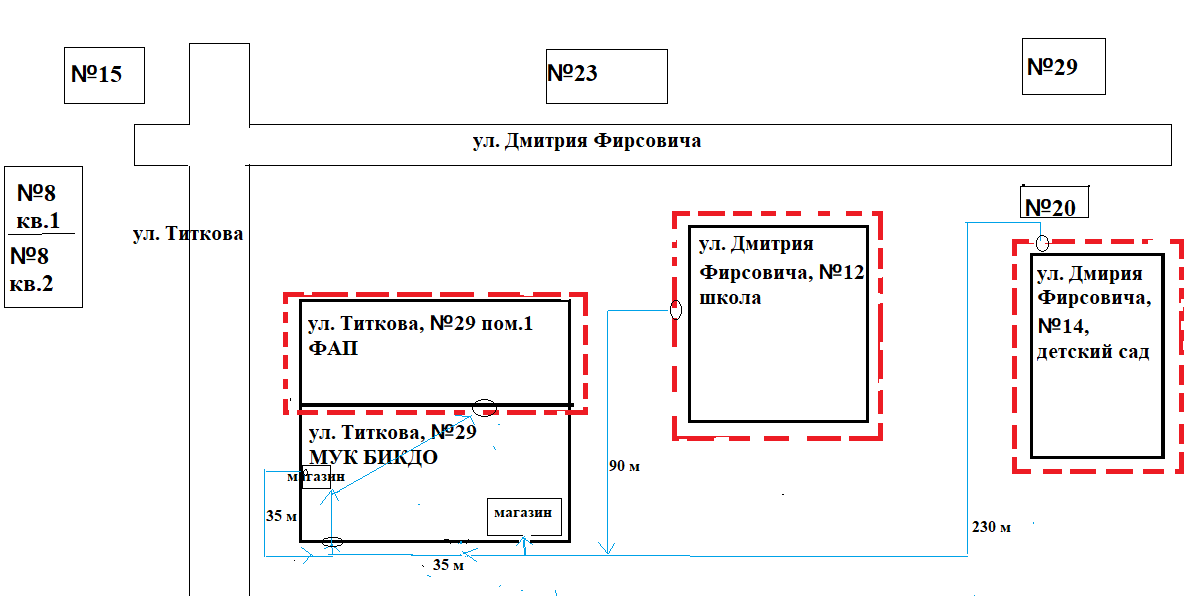 №15
№23
№29
ул. Дмитрия Фирсовича
№8
кв.1
№8
кв.2
ул. Титкова
№20
ул. Дмитрия
Фирсовича, №12
школа
ул. Дмирия
Фирсовича,
№14,
детский сад
ул. Титкова, №29 пом.1
ФАП
ул. Титкова, №29
МУК БИКДО
магазин
магазин
90 м
35 м
35 м
230 м